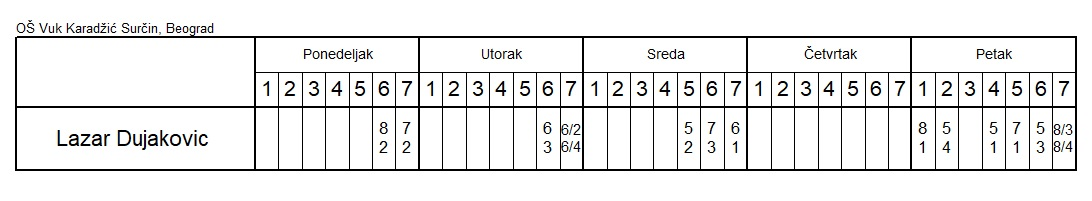 OŠ Vuk Karadžić Surčin, Beograd
Ponedeljak Utorak Sreda Četvrtak Petak
1 2 3 4 5 6 7 1 2 3 4 5 6 7 1 2 3 4 5 6 7 1 2 3 4 5 6 7 1 2 3 4 5 6 7
Lazar Dujakovic
8 7 6 6/2 5 7 6 8 5 5 7 5 8/3
2 2 3 6/4 2 3 1 1 4 1 1 3 8/4